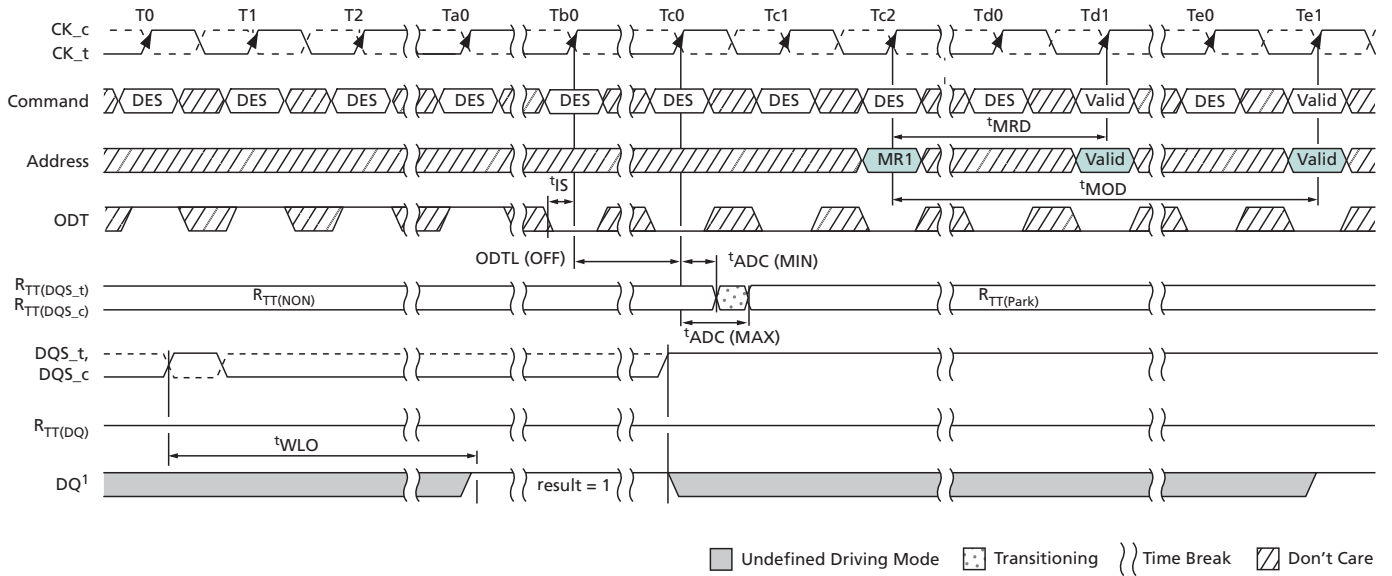 T0 T1 T2 Ta0 Tb0 Tc0 Tc1 Tc2 Td0 Td1 Te0 Te1
CK_c
CK_t
Command DES DES DES DES DES DES DES DES DES Valid DES Valid
tMRD
Address MR1 Valid Valid
tIS tMOD
ODT
ODTL (OFF) tADC (MIN)
RTT(DQS_t)
RTT(DQS_c) RTT(NON) RTT(Park)
tADC (MAX)
DQS_t,
DQS_c
RTT(DQ)
tWLO
DQ1 result = 1
Undefined Driving Mode Transitioning Time Break Don't Care